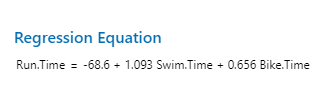 Regression Equation
Run.Time = -68.6 + 1.093 Swim.Time + 0.656 Bike.Time